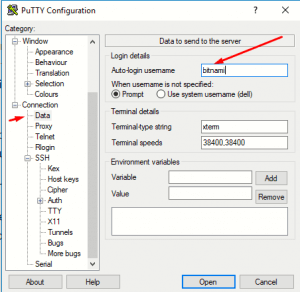 PuTTY Configuration
Category:
Window
Appearance
Behaviour
Translation
Selection
Colours
Connection
Data
Proxy
Telnet
Rlogin
SSH
Kex
Host keys
Cipher
Auth
TTY
X11
Tunnels
Bugs
More bugs
Serial
Data to send to the server
Login details
Auto-login username
bitnami
When username is not specified:
Prompt
Use system username (dell)
Terminal details
Terminal-type string
xterm
Terminal speeds
38400,38400
Environment variables
Variable
Add
Value
Remove
About
Help
Open
Cancel